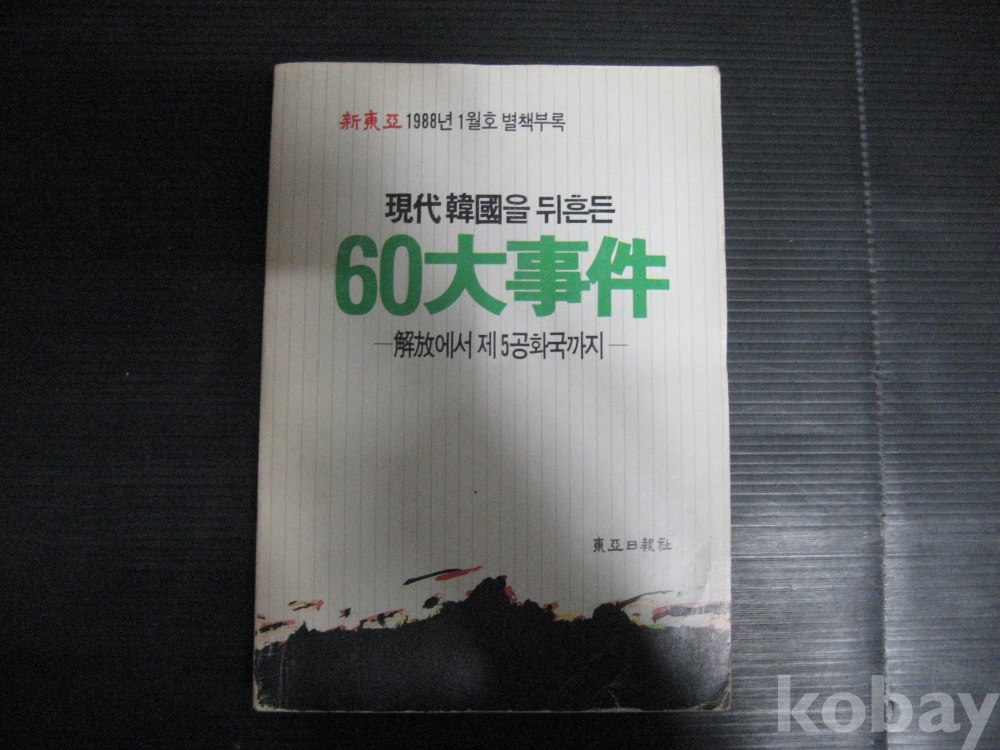 新東亞 1988년 1월호 별책부록
現代 韓國을 뒤흔든
60大事件
—解放에서 제5공화국까지—
東亞日報社
kobay